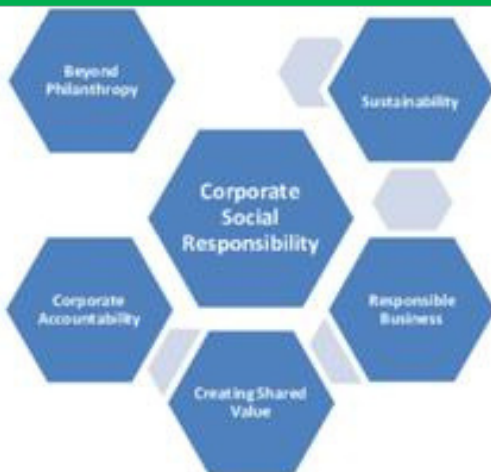 Beyond
Philanthropy
Sustainability
Corporate
Social
Responsibility
Corporate
Accountability
Responsible
Business
Creating Shared
Value